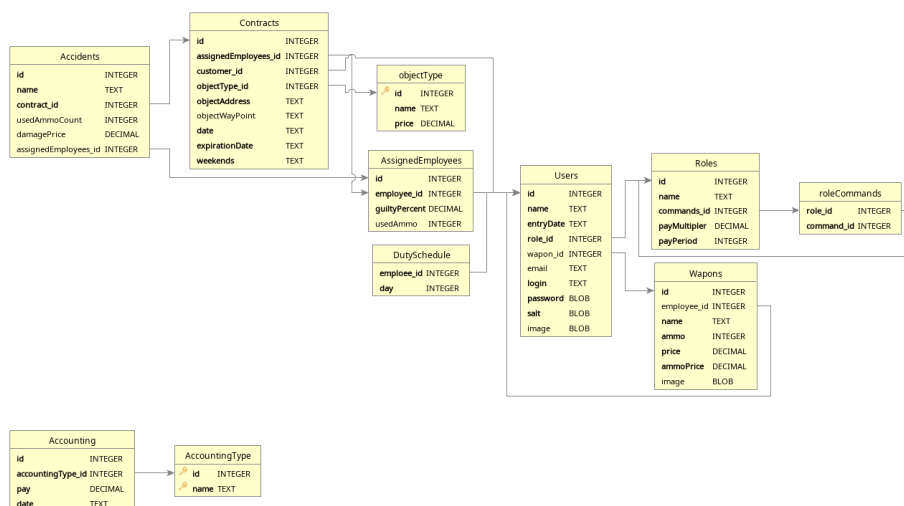 Contracts
id INTEGER
assignedEmployees_id INTEGER
customer_id INTEGER
objectType_id INTEGER
objectAddress TEXT
objectWayPoint TEXT
date TEXT
expirationDate TEXT
weekends TEXT
Accidents
id INTEGER
name TEXT
contract_id INTEGER
usedAmmoCount INTEGER
damagePrice DECIMAL
assignedEmployees_id INTEGER
objectType
id INTEGER
name TEXT
price DECIMAL
AssignedEmployees
id INTEGER
employee_id INTEGER
guiltyPercent DECIMAL
usedAmmo INTEGER
DutySchedule
emploee_id INTEGER
day INTEGER
Users
id INTEGER
name TEXT
entryDate TEXT
role_id INTEGER
wapon_id INTEGER
email TEXT
login TEXT
password BLOB
salt BLOB
image BLOB
Roles
id INTEGER
name TEXT
commands_id INTEGER
payMultipler DECIMAL
payPeriod INTEGER
roleCommands
role_id INTEGER
command_id INTEGER
Wapons
id INTEGER
employee_id INTEGER
name TEXT
ammo INTEGER
price DECIMAL
ammoPrice DECIMAL
image BLOB
Accounting
id INTEGER
accountingType_id INTEGER
pay DECIMAL
date TEXT
AccountingType
id INTEGER
name TEXT